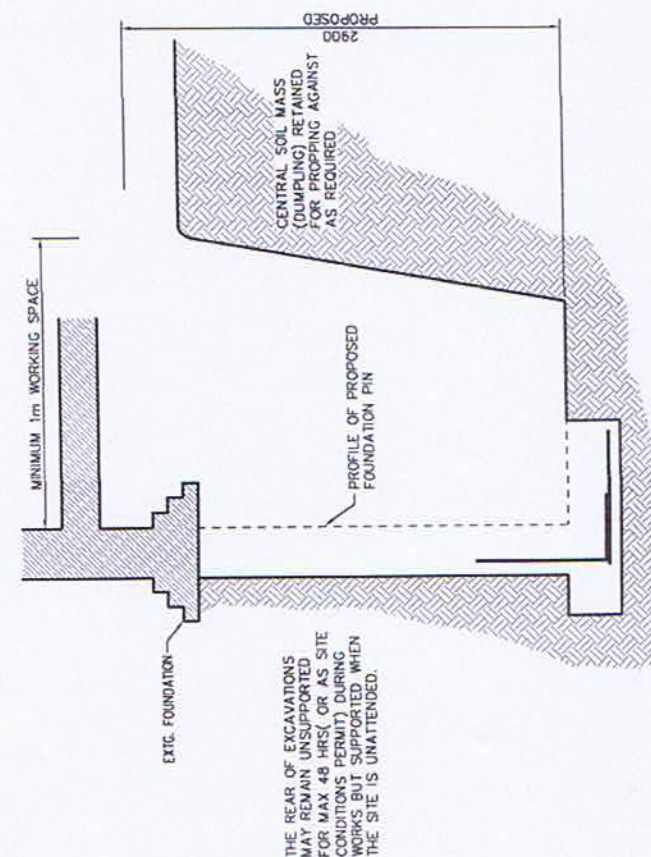 2900
PROPOSED
MINIMUM 1m WORKING SPACE
CENTRAL SOIL MASS
(DUMPLING) RETAINED
FOR PROPPING AGAINST
AS REQUIRED
PROFILE OF PROPOSED
FOUNDATION PIN
EXTG. FOUNDATION
THE REAR OF EXCAVATIONS
MAY REMAIN UNSUPPORTED
FOR MAX 48 HRS( OR AS SITE
CONDITIONS PERMIT) DURING
WORKS BUT SUPPORTED WHEN
THE SITE IS UNATTENDED.